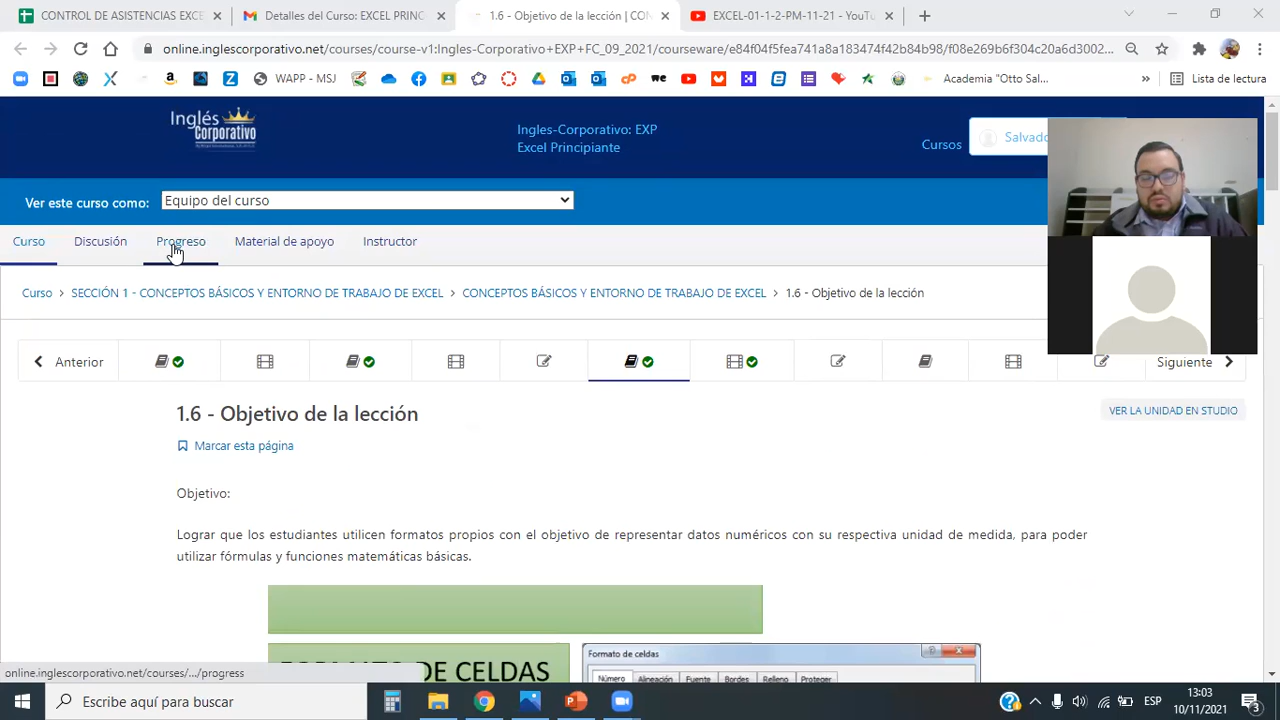 CONTROL DE ASISTENCIAS EXCEL
Detalles del Curso: EXCEL PRINC
1.6 - Objetivo de la lección | CON
EXCEL-01-1-2-PM-11-21 - YouTu
online.inglescorporativo.net/courses/course-v1:Ingles-Corporativo+EXP+FC_09_2021/courseware/e84f04f5fea741a8a183474f42b84b98/f08e269b6f304c20a6d3002...
WAPP - MSJ
Academia "Otto Sal...
»
Lista de lectura
Inglés
Corporativo
Ingles-Corporativo: EXP
Excel Principiante
Cursos
Salvado
Ver este curso como:
Equipo del curso
Curso
Discusión
Progreso
Material de apoyo
Instructor
Curso > SECCIÓN 1 - CONCEPTOS BÁSICOS Y ENTORNO DE TRABAJO DE EXCEL > CONCEPTOS BÁSICOS Y ENTORNO DE TRABAJO DE EXCEL > 1.6 - Objetivo de la lección
Anterior
Siguiente
1.6 - Objetivo de la lección
VER LA UNIDAD EN STUDIO
Marcar esta página
Objetivo:
Lograr que los estudiantes utilicen formatos propios con el objetivo de representar datos numéricos con su respectiva unidad de medida, para poder
utilizar fórmulas y funciones matemáticas básicas.
Formato de celdas
FORMATO DE CELDAS
Número
Alineación
Fuente
Bordes
Relleno
Proteger
online.inglescorporativo.net/courses/.../progress
Escribe aquí para buscar
ESP
13:03
10/11/2021
3